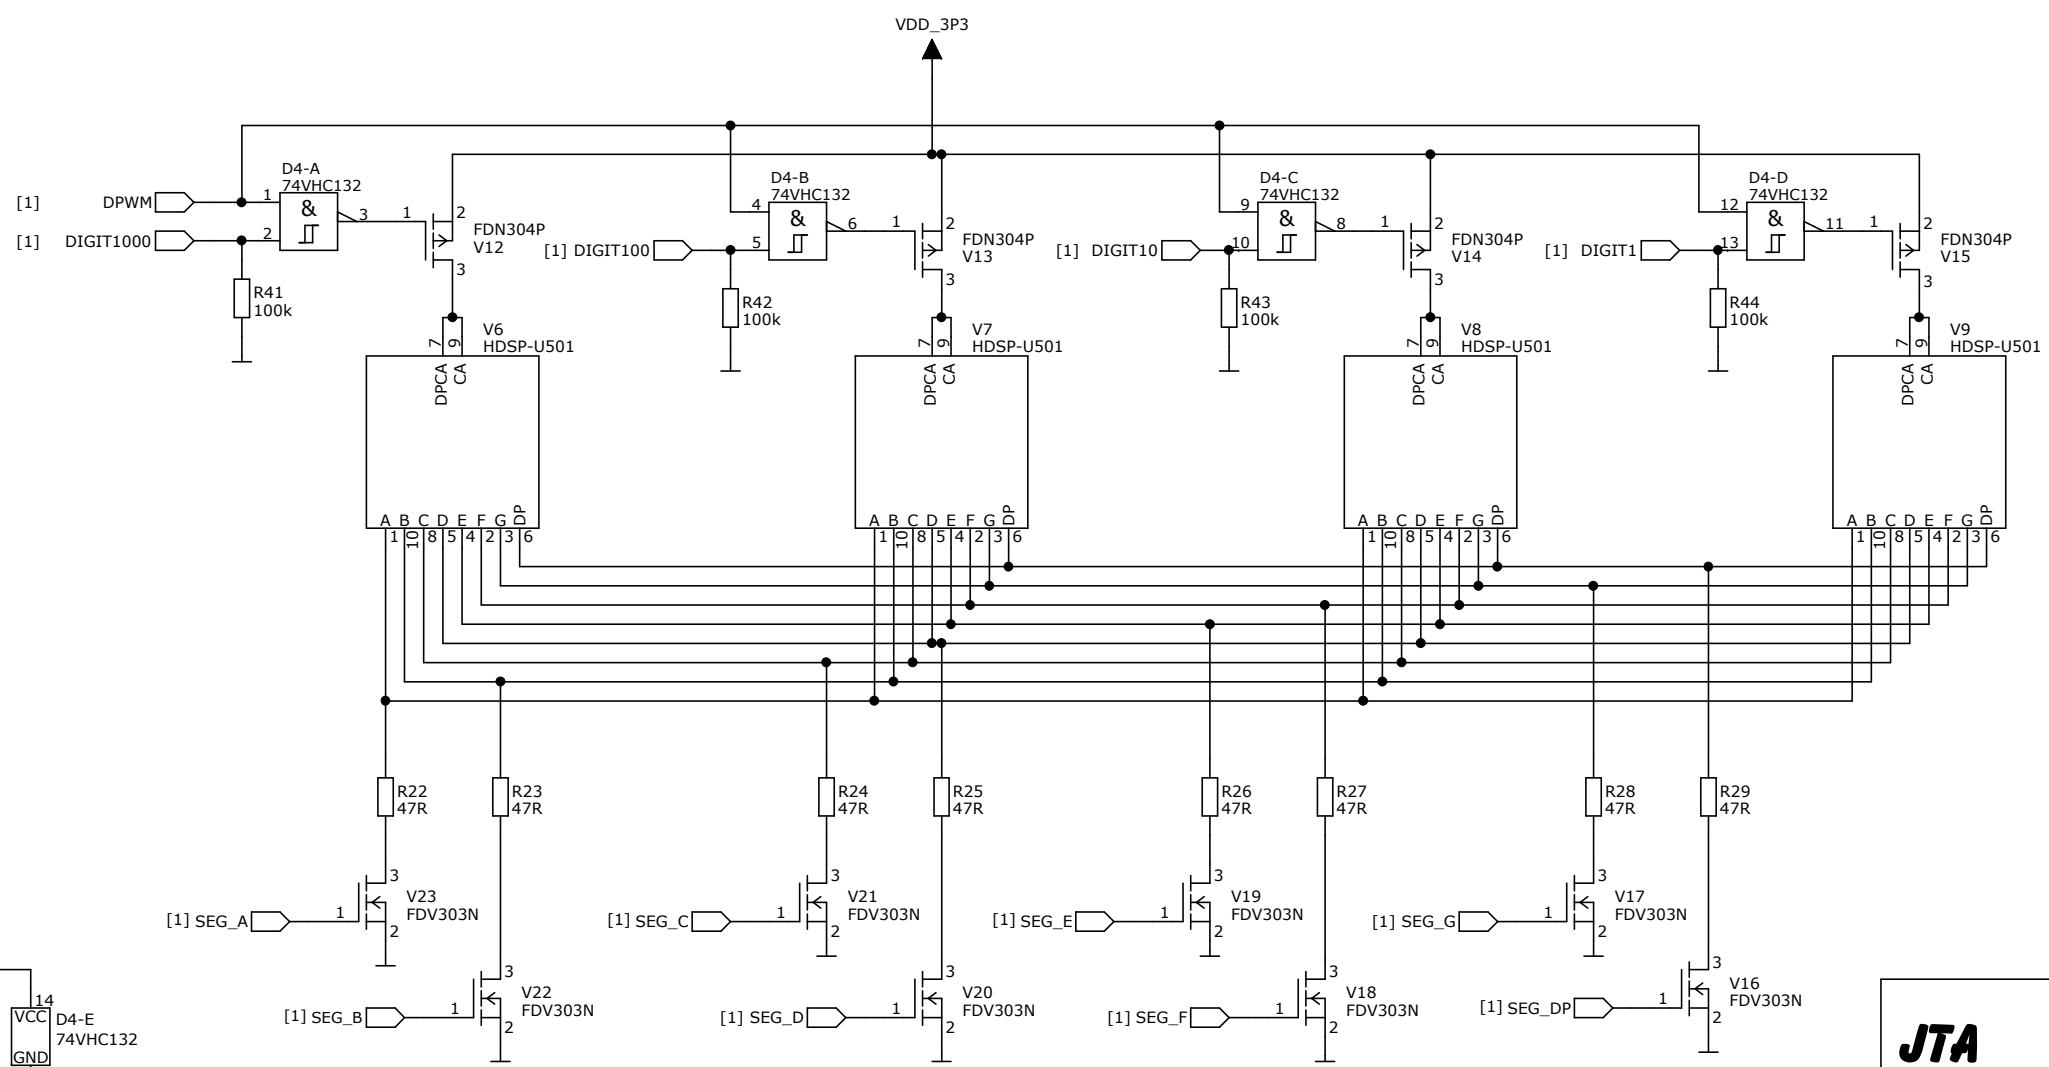 VDD_3P3
D4-A
74VHC132
[1] DPWM 1 & 3
[1] DIGIT1000 2
R41
100k
1 2 3
FDN304P
V12
D4-B
74VHC132
4 & 6
[1] DIGIT100 5
R42
100k
1 2 3
FDN304P
V13
D4-C
74VHC132
9 & 8
[1] DIGIT10 10
R43
100k
1 2 3
FDN304P
V14
D4-D
74VHC132
12 & 11
[1] DIGIT1 13
R44
100k
1 2 3
FDN304P
V15
V6
HDSP-U501
7 9
DPCA CA
A B C D E F G DP
1 10 8 5 4 2 3 6
V7
HDSP-U501
7 9
DPCA CA
A B C D E F G DP
1 10 8 5 4 2 3 6
V8
HDSP-U501
7 9
DPCA CA
A B C D E F G DP
1 10 8 5 4 2 3 6
V9
HDSP-U501
7 9
DPCA CA
A B C D E F G DP
1 10 8 5 4 2 3 6
R22
47R
R23
47R
R24
47R
R25
47R
R26
47R
R27
47R
R28
47R
R29
47R
[1] SEG_A 1 3 2
V23
FDV303N
[1] SEG_C 1 3 2
V21
FDV303N
[1] SEG_E 1 3 2
V19
FDV303N
[1] SEG_G 1 3 2
V17
FDV303N
[1] SEG_B 1 3 2
V22
FDV303N
[1] SEG_D 1 3 2
V20
FDV303N
[1] SEG_F 1 3 2
V18
FDV303N
[1] SEG_DP 1 3 2
V16
FDV303N
14
VCC
GND
D4-E
74VHC132
JTA